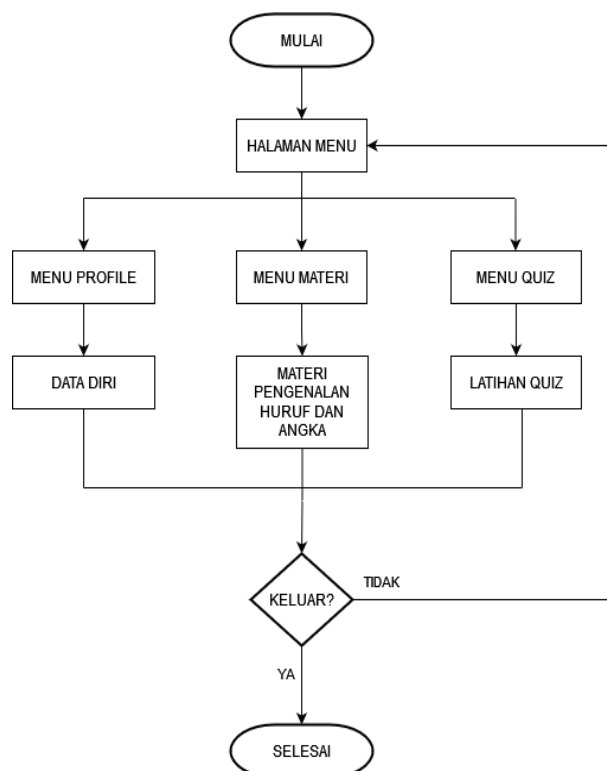 MULAI
HALAMAN MENU
MENU PROFILE
MENU MATERI
MENU QUIZ
DATA DIRI
MATERI
PENGENALAN
HURUF DAN
ANGKA
LATIHAN QUIZ
KELUAR?
TIDAK
YA
SELESAI